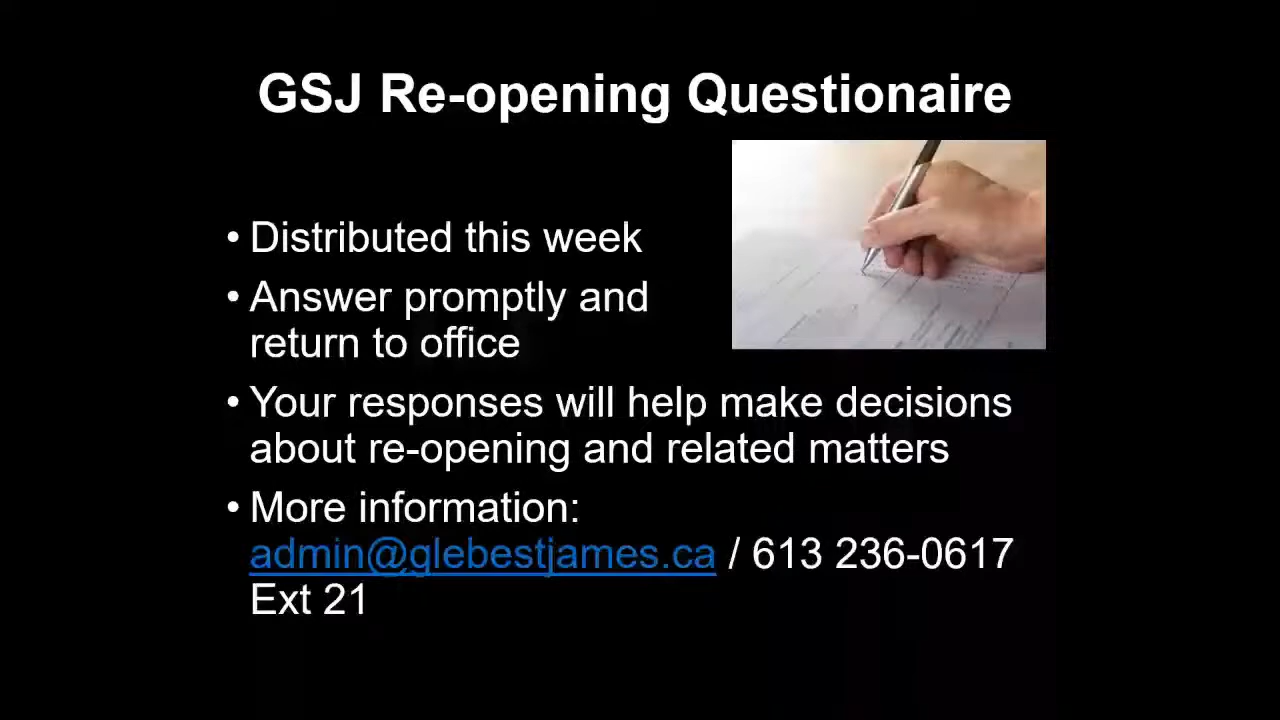 GSJ Re-opening Questionaire
• Distributed this week
• Answer promptly and
return to office
• Your responses will help make decisions
about re-opening and related matters
• More information:
admin@glebestjames.ca / 613 236-0617
Ext 21